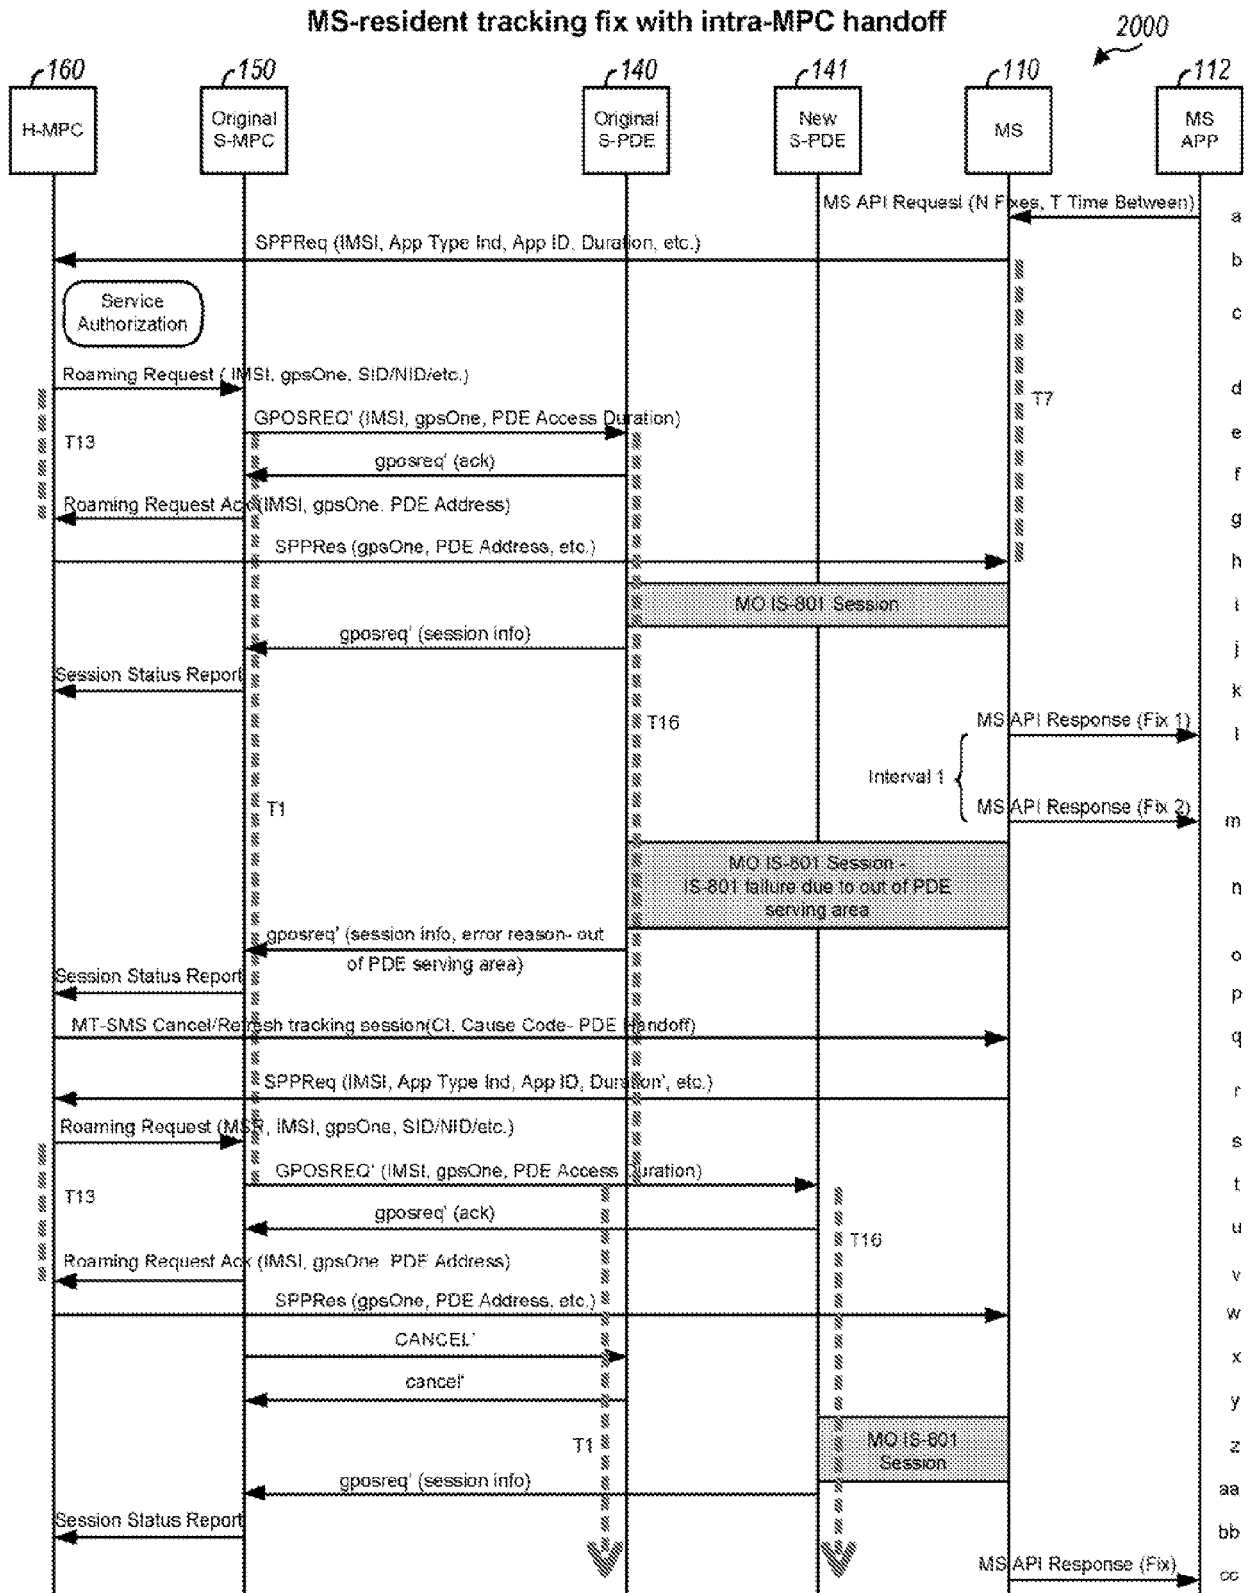 MS-resident tracking fix with intra-MPC handoff
2000
160
150
140
141
110
112
H-MPC
Original
S-MPC
Original
S-PDE
New
S-PDE
MS
MS
APP
MS API Request (N Fixes, T Time Between)
a
SPPReq (IMSI, App Type Ind, App ID, Duration, etc.)
b
Service
Authorization
c
Roaming Request ( IMSI, gpsOne, SID/NID/etc.)
d
T7
GPOSREQ' (IMSI, gpsOne, PDE Access Duration)
e
T13
gposreq' (ack)
f
Roaming Request Ack (IMSI, gpsOne. PDE Address)
g
SPPRes (gpsOne, PDE Address, etc.)
h
MO IS-801 Session
i
gposreq' (session info)
j
Session Status Report
k
T16
MS API Response (Fix 1)
l
Interval 1
T1
MS API Response (Fix 2)
m
MO IS-801 Session -
IS-801 failure due to out of PDE
serving area
n
gposreq' (session info, error reason- out
of PDE serving area)
o
Session Status Report
p
MT-SMS Cancel/Refresh tracking session(CI, Cause Code- PDE Handoff)
q
SPPReq (IMSI, App Type Ind, App ID, Duration', etc.)
r
Roaming Request (MSR, IMSI, gpsOne, SID/NID/etc.)
s
GPOSREQ' (IMSI, gpsOne, PDE Access Duration)
t
T13
gposreq' (ack)
u
T16
Roaming Request Ack (IMSI, gpsOne. PDE Address)
v
SPPRes (gpsOne, PDE Address, etc.)
w
CANCEL'
x
cancel'
y
T1
MO IS-801
Session
z
gposreq' (session info)
aa
Session Status Report
bb
MS API Response (Fix)
cc